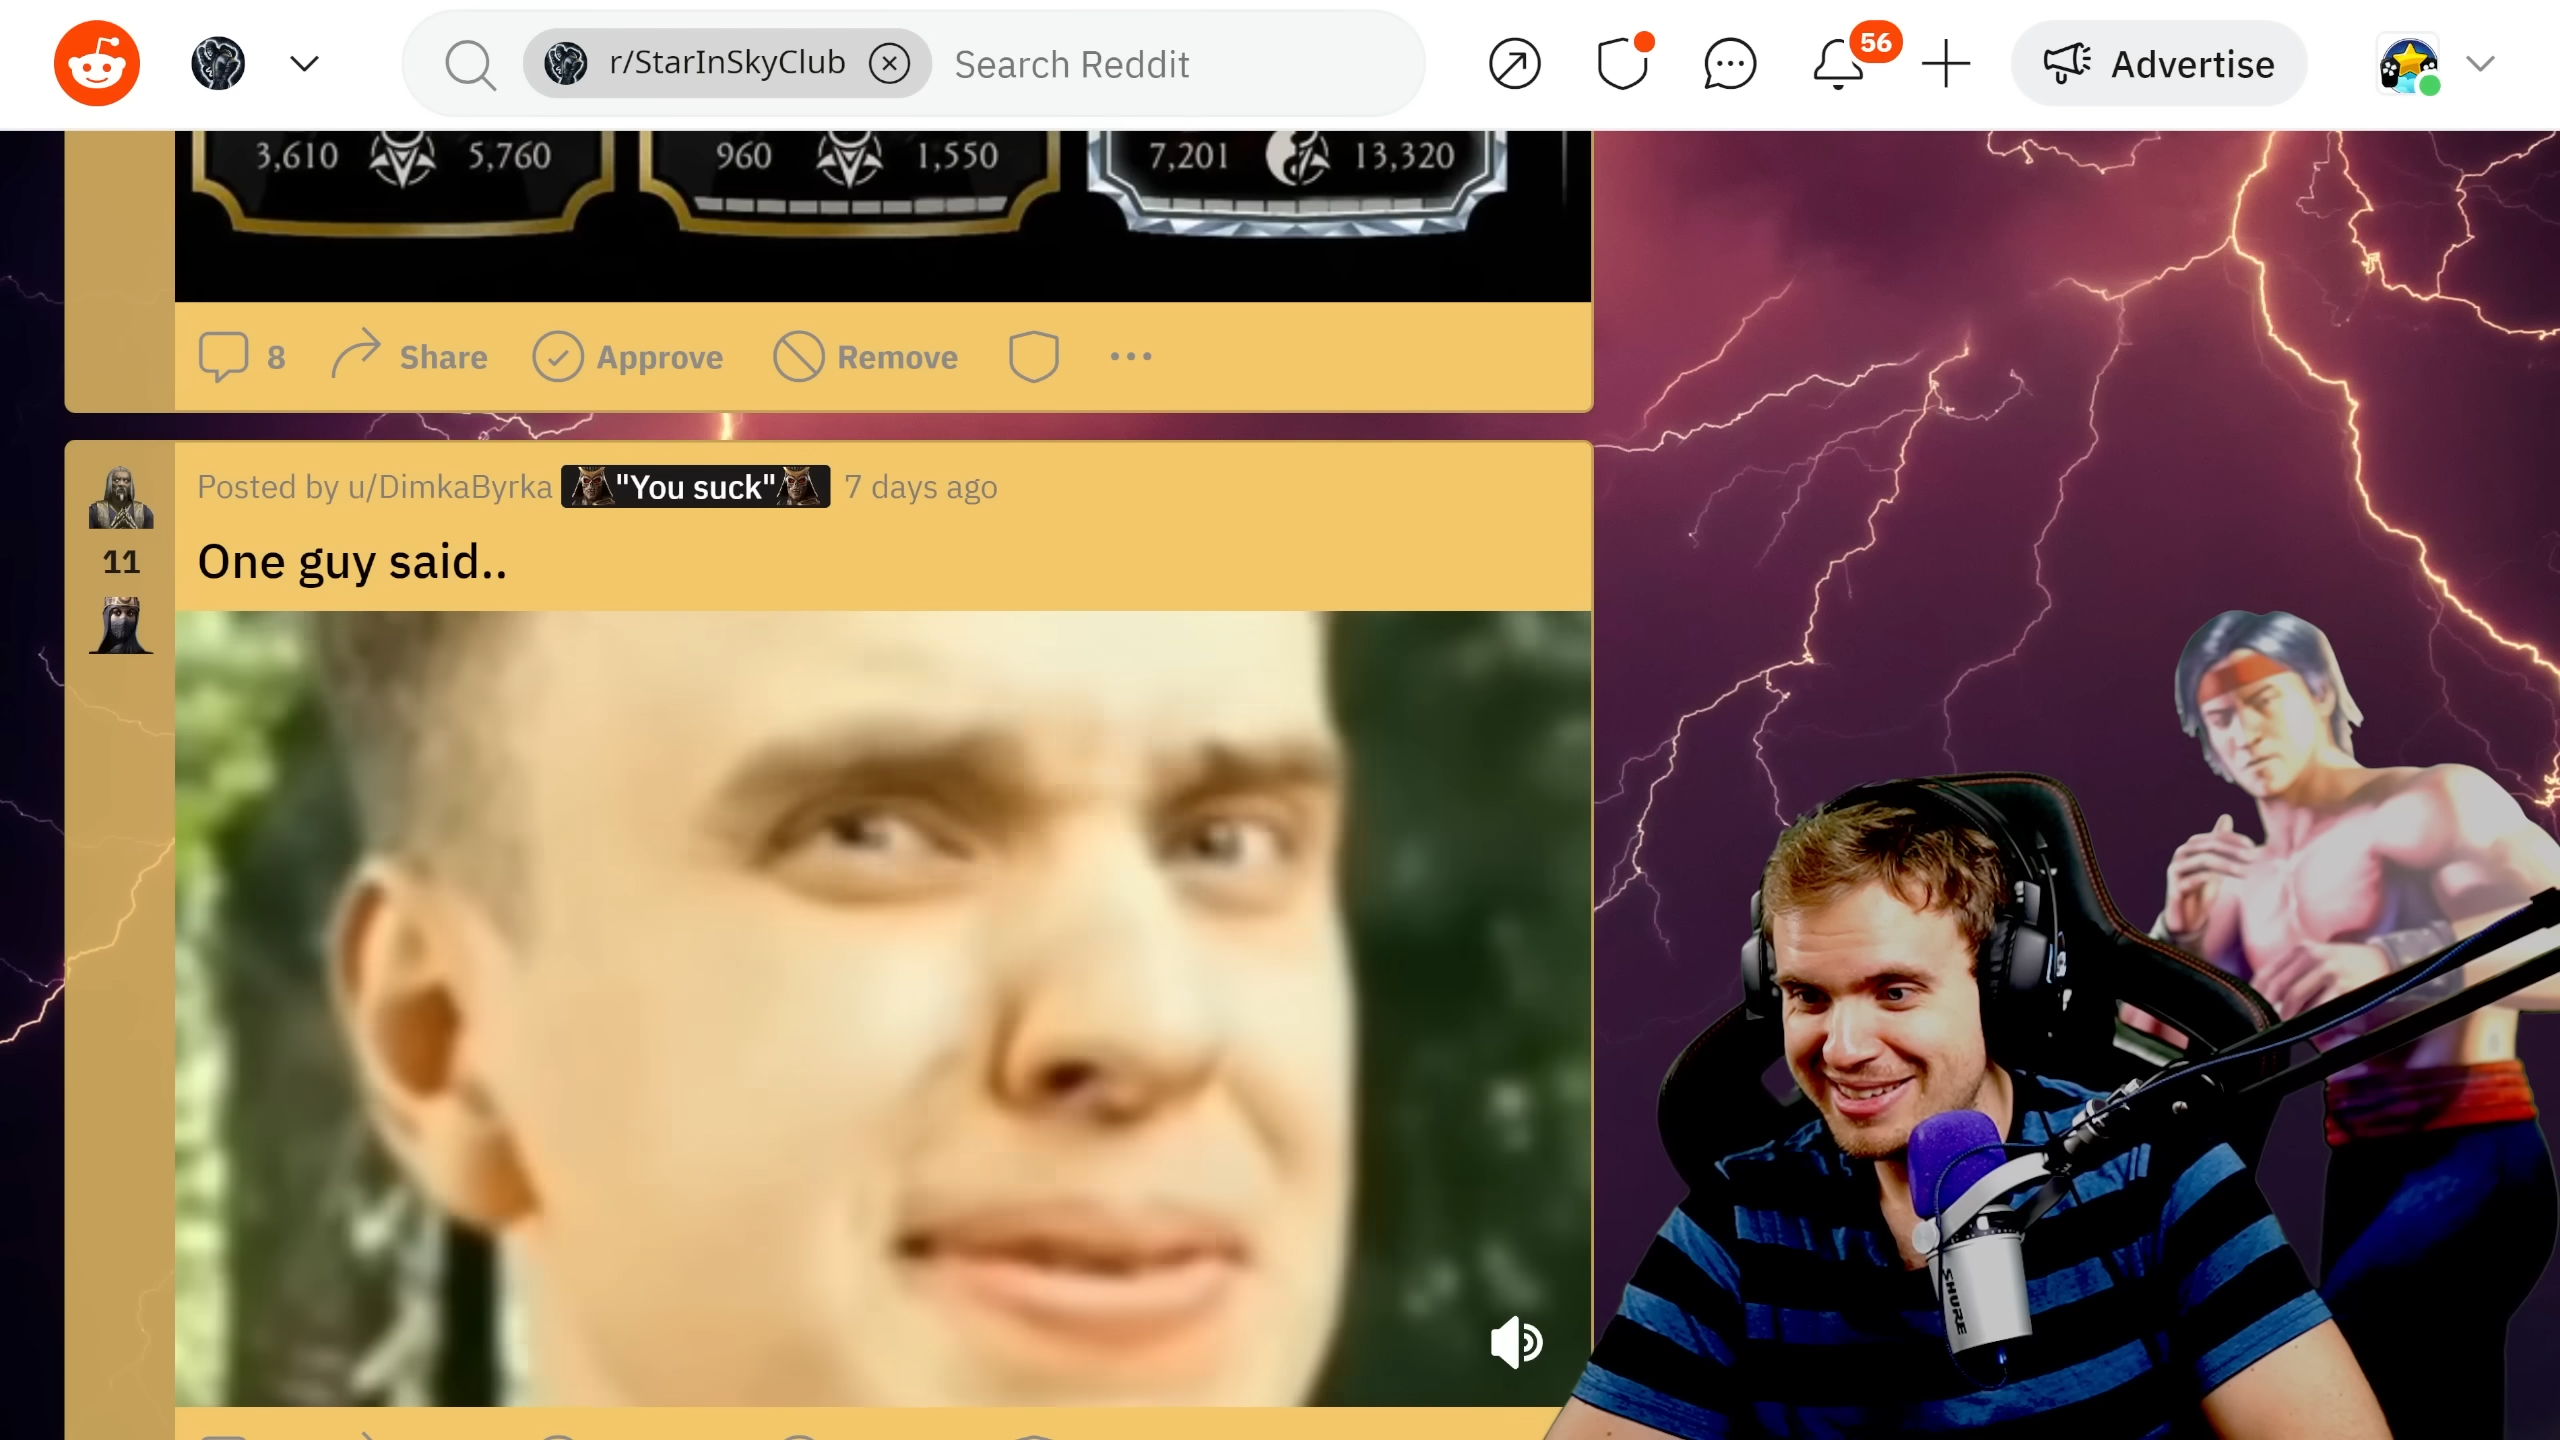 r/StarInSkyClub Search Reddit 56 Advertise
3,610 5,760 960 1,550 7,201 13,320
8 Share Approve Remove
Posted by u/DimkaByrka "You suck" 7 days ago
11
One guy said..
SHURE